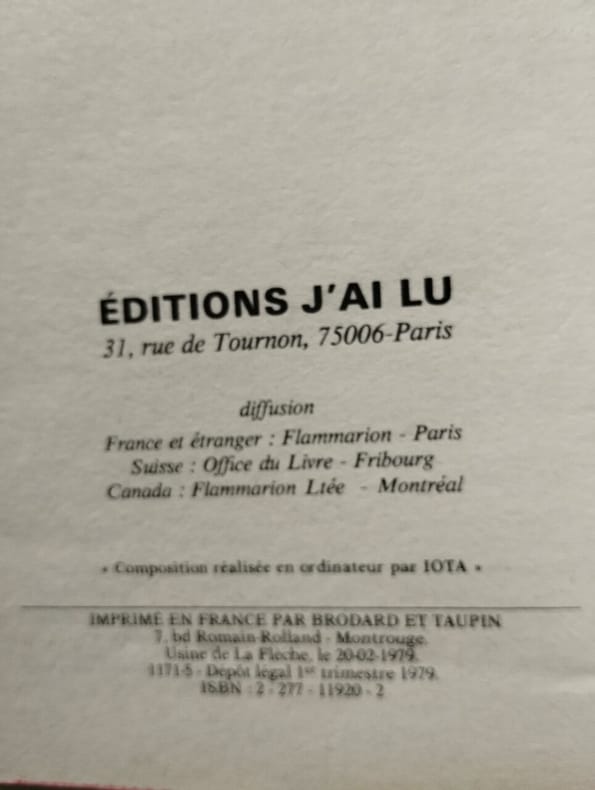 ÉDITIONS J'AI LU
31, rue de Tournon, 75006-Paris
diffusion
France et étranger : Flammarion - Paris
Suisse : Office du Livre - Fribourg
Canada : Flammarion Ltée - Montréal
« Composition réalisée en ordinateur par IOTA »
IMPRIMÉ EN FRANCE PAR BRODARD ET TAUPIN
7, bd Romain-Rolland - Montrouge.
Usine de La Flèche, le 20-02-1979.
1171-5 - Dépôt légal 1er trimestre 1979.
ISBN : 2 - 277 - 11920 - 2